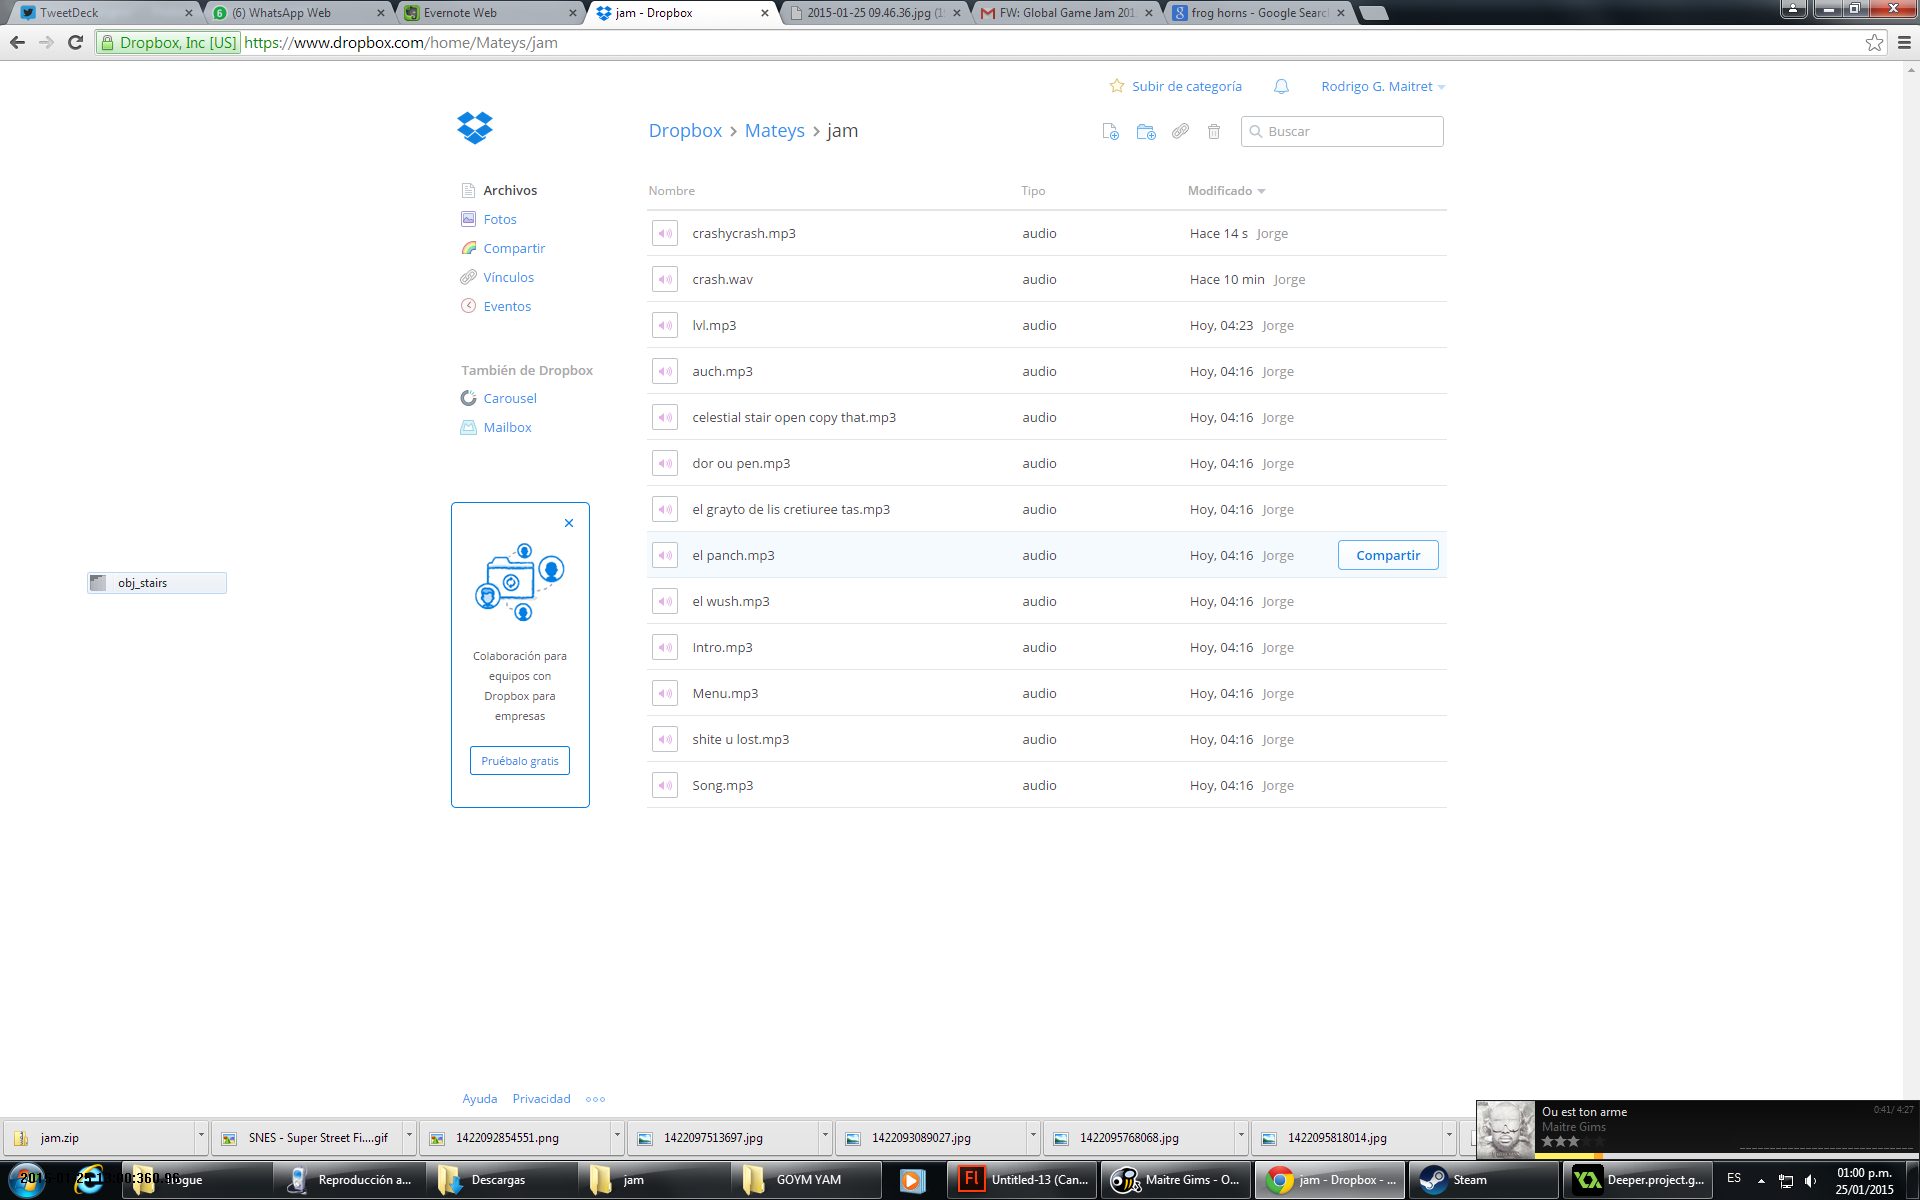 TweetDeck
(6) WhatsApp Web
Evernote Web
jam - Dropbox
2015-01-25 09.46.36.jpg (1
FW: Global Game Jam 201
frog horns - Google Searc
Dropbox, Inc [US]
https://www.dropbox.com/home/Mateys/jam
Subir de categoría
Rodrigo G. Maitret
Dropbox › Mateys › jam
Buscar
Archivos
Fotos
Compartir
Vínculos
Eventos
También de Dropbox
Carousel
Mailbox
Colaboración para
equipos con
Dropbox para
empresas
Pruébalo gratis
obj_stairs
Nombre Tipo Modificado
crashycrash.mp3 audio Hace 14 s Jorge
crash.wav audio Hace 10 min Jorge
lvl.mp3 audio Hoy, 04:23 Jorge
auch.mp3 audio Hoy, 04:16 Jorge
celestial stair open copy that.mp3 audio Hoy, 04:16 Jorge
dor ou pen.mp3 audio Hoy, 04:16 Jorge
el grayto de lis cretiuree tas.mp3 audio Hoy, 04:16 Jorge
el panch.mp3 audio Hoy, 04:16 Jorge Compartir
el wush.mp3 audio Hoy, 04:16 Jorge
Intro.mp3 audio Hoy, 04:16 Jorge
Menu.mp3 audio Hoy, 04:16 Jorge
shite u lost.mp3 audio Hoy, 04:16 Jorge
Song.mp3 audio Hoy, 04:16 Jorge
Ayuda Privacidad
Ou est ton arme
0:41/ 4:27
Maitre Gims
jam.zip
SNES - Super Street Fi....gif
1422092854551.png
1422097513697.jpg
1422093089027.jpg
1422095768068.jpg
1422095818014.jpg
Reproducción a...
Descargas
jam
GOYM YAM
Fl
Untitled-13 (Can...
Maitre Gims - O...
jam - Dropbox - ...
Steam
Deeper.project.g...
ES
01:00 p.m.
25/01/2015